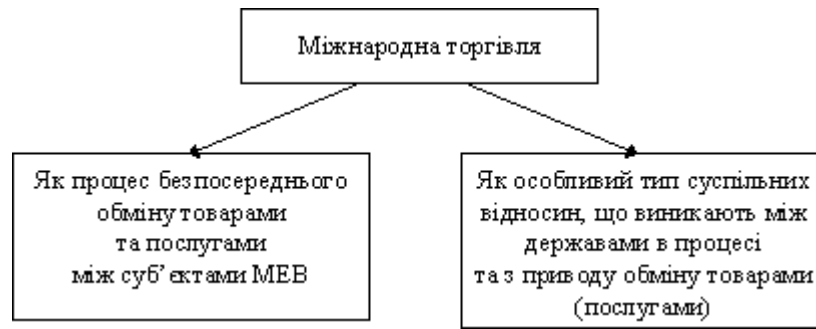 Міжнародна торгівля
Як процес безпосереднього
обміну товарами
та послугами
між суб’єктами МЕВ
Як особливий тип суспільних
відносин, що виникають між
державами в процесі
та з приводу обміну товарами
(послугами)